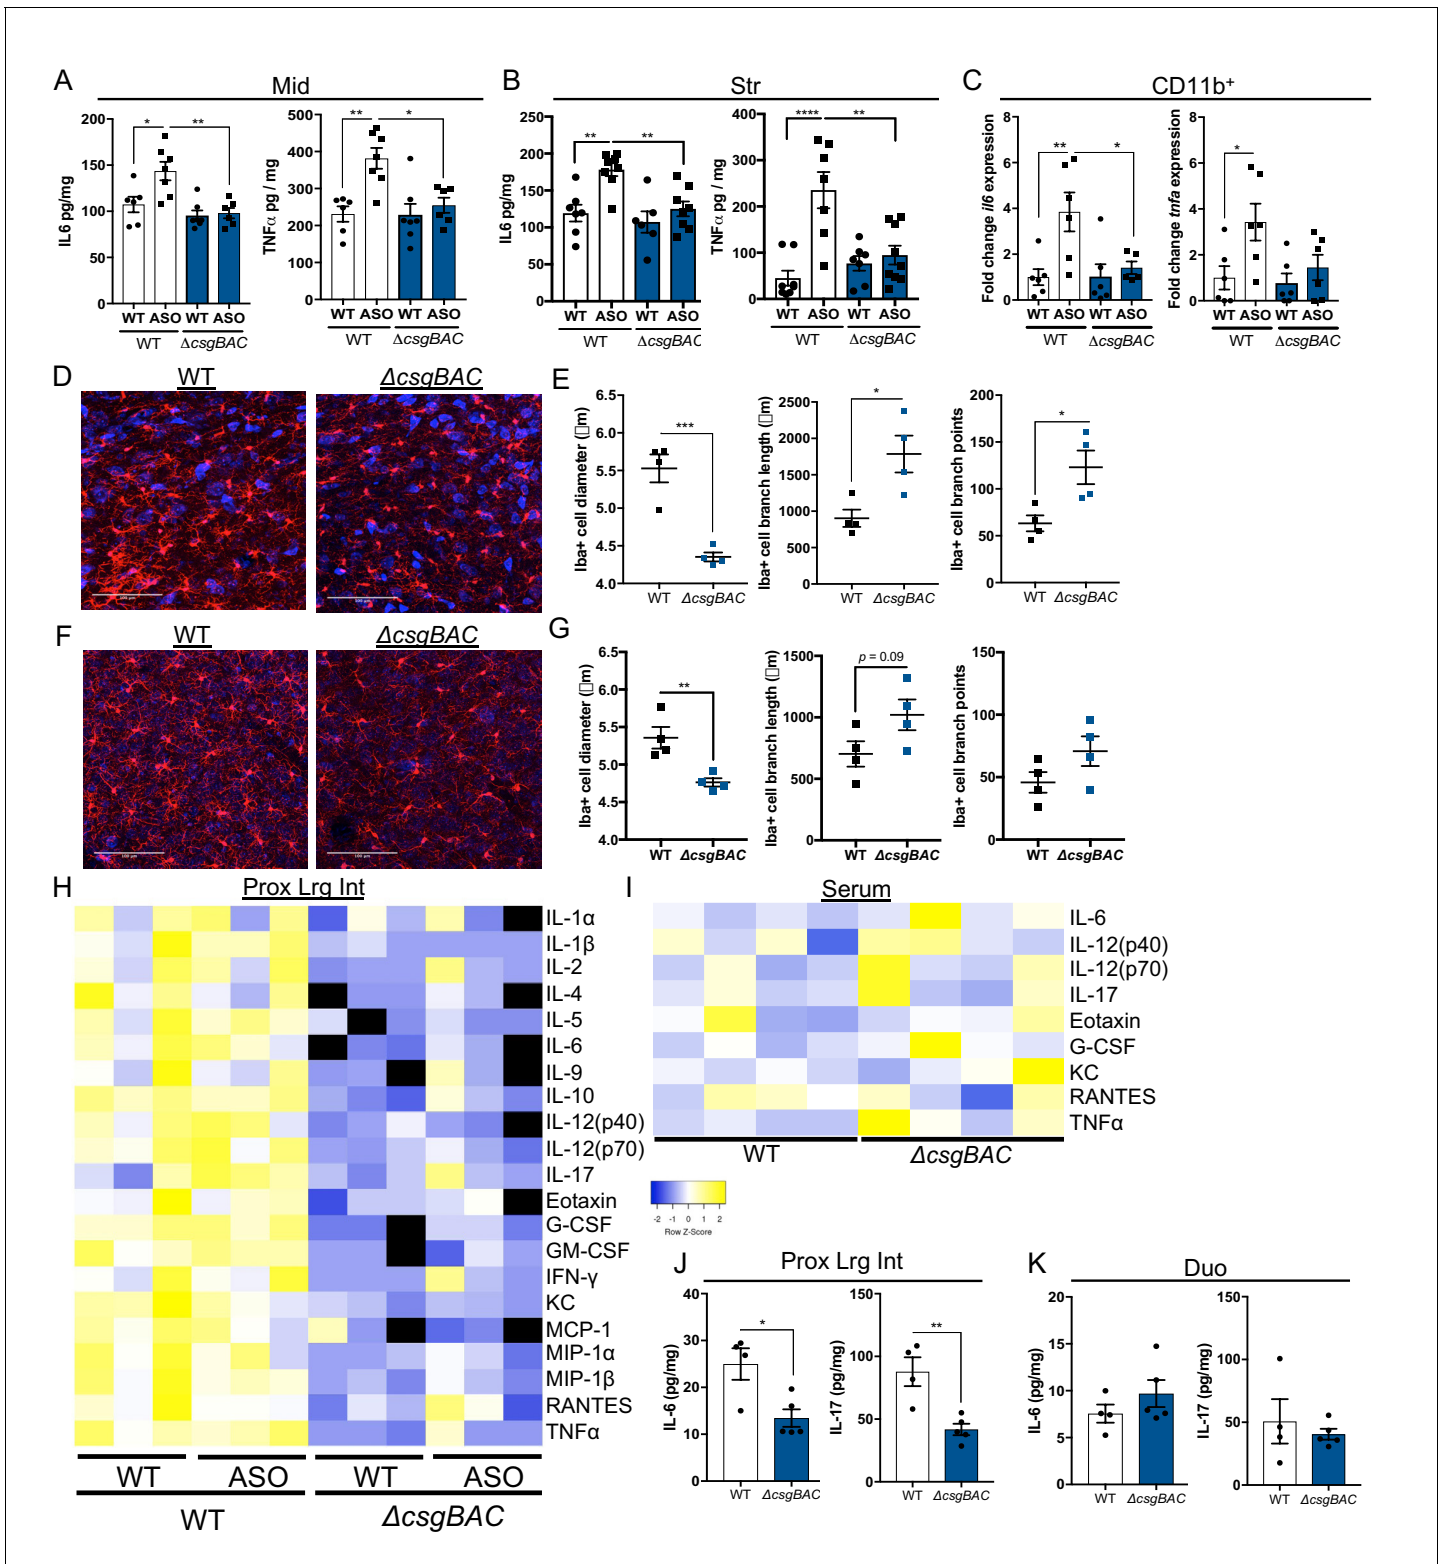 A
Mid
IL6 pg/mg
200
150
100
50
0
* **
WT ASO WT ASO
WT ΔcsgBAC
TNFα pg / mg
500
400
300
200
100
0
** *
WT ASO WT ASO
WT ΔcsgBAC
B
Str
IL6 pg/mg
250
200
150
100
50
0
** **
WT ASO WT ASO
WT ΔcsgBAC
TNFα pg / mg
400
300
200
100
0
**** **
WT ASO WT ASO
WT ΔcsgBAC
C
CD11b⁺
Fold change il6 expression
8
6
4
2
0
** *
WT ASO WT ASO
WT ΔcsgBAC
Fold change tnfa expression
8
6
4
2
0
*
WT ASO WT ASO
WT ΔcsgBAC
D
WT ΔcsgBAC
100 μm
100 μm
E
Iba+ cell diameter (□m)
6.5
6.0
5.5
5.0
4.5
4.0
***
WT ΔcsgBAC
Iba+ cell branch length (□m)
2500
2000
1500
1000
500
0
*
WT ΔcsgBAC
Iba+ cell branch points
200
150
100
50
0
*
WT ΔcsgBAC
F
WT ΔcsgBAC
100 μm
100 μm
G
Iba+ cell diameter (□m)
6.5
6.0
5.5
5.0
4.5
4.0
**
WT ΔcsgBAC
Iba+ cell branch length (□m)
1500
1000
500
0
p = 0.09
WT ΔcsgBAC
Iba+ cell branch points
150
100
50
0
WT ΔcsgBAC
H
Prox Lrg Int
IL-1α
IL-1β
IL-2
IL-4
IL-5
IL-6
IL-9
IL-10
IL-12(p40)
IL-12(p70)
IL-17
Eotaxin
G-CSF
GM-CSF
IFN-γ
KC
MCP-1
MIP-1α
MIP-1β
RANTES
TNFα
WT ASO WT ASO
WT ΔcsgBAC
I
Serum
IL-6
IL-12(p40)
IL-12(p70)
IL-17
Eotaxin
G-CSF
KC
RANTES
TNFα
WT ΔcsgBAC
-2 -1 0 1 2
Row Z-Score
J
Prox Lrg Int
IL-6 (pg/mg)
40
30
20
10
0
*
WT ΔcsgBAC
IL-17 (pg/mg)
150
100
50
0
**
WT ΔcsgBAC
K
Duo
IL-6 (pg/mg)
20
15
10
5
0
WT ΔcsgBAC
IL-17 (pg/mg)
150
100
50
0
WT ΔcsgBAC